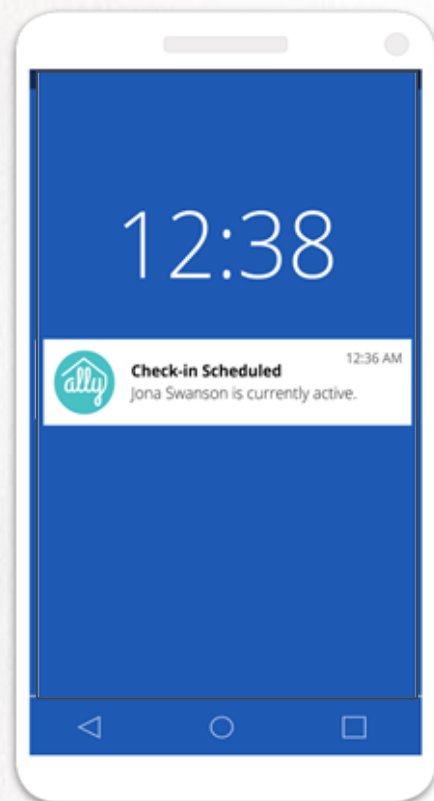 12:38
12:36 AM
ally
Check-in Scheduled
Jona Swanson is currently active.